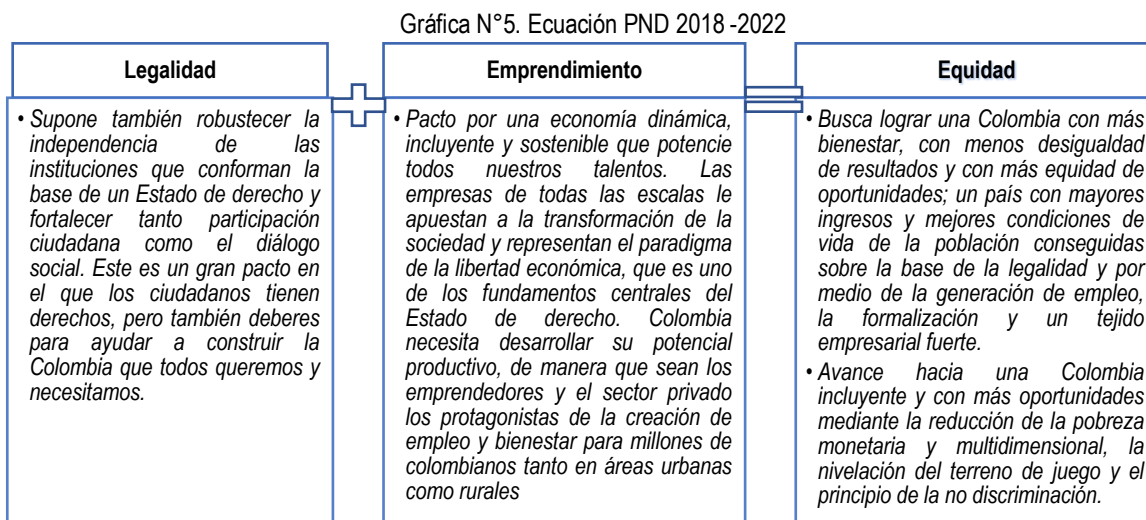 Gráfica N°5. Ecuación PND 2018 -2022
Legalidad
• Supone también robustecer la
independencia de las
instituciones que conforman la
base de un Estado de derecho y
fortalecer tanto participación
ciudadana como el diálogo
social. Este es un gran pacto en
el que los ciudadanos tienen
derechos, pero también deberes
para ayudar a construir la
Colombia que todos queremos y
necesitamos.
Emprendimiento
• Pacto por una economía dinámica,
incluyente y sostenible que potencie
todos nuestros talentos. Las
empresas de todas las escalas le
apuestan a la transformación de la
sociedad y representan el paradigma
de la libertad económica, que es uno
de los fundamentos centrales del
Estado de derecho. Colombia
necesita desarrollar su potencial
productivo, de manera que sean los
emprendedores y el sector privado
los protagonistas de la creación de
empleo y bienestar para millones de
colombianos tanto en áreas urbanas
como rurales
Equidad
• Busca lograr una Colombia con más
bienestar, con menos desigualdad
de resultados y con más equidad de
oportunidades; un país con mayores
ingresos y mejores condiciones de
vida de la población conseguidas
sobre la base de la legalidad y por
medio de la generación de empleo,
la formalización y un tejido
empresarial fuerte.
• Avance hacia una Colombia
incluyente y con más oportunidades
mediante la reducción de la pobreza
monetaria y multidimensional, la
nivelación del terreno de juego y el
principio de la no discriminación.